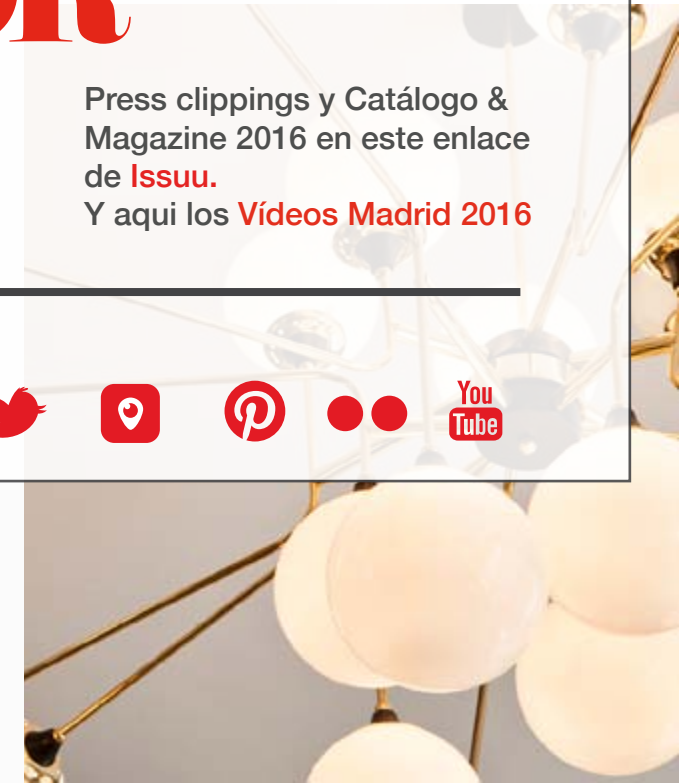 R
Press clippings y Catálogo &
Magazine 2016 en este enlace
de Issuu.
Y aqui los Vídeos Madrid 2016
You
Tube